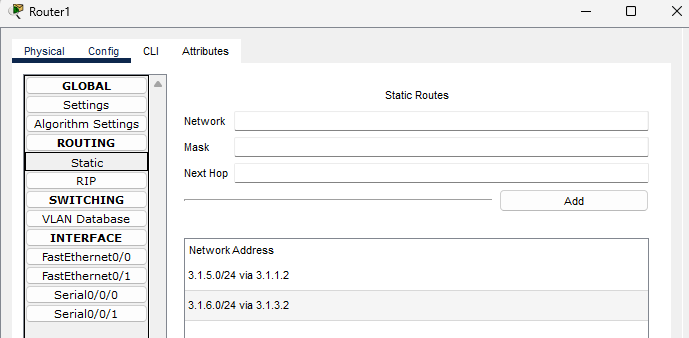 Router1
Physical Config CLI Attributes
GLOBAL
Settings
Algorithm Settings
ROUTING
Static
RIP
SWITCHING
VLAN Database
INTERFACE
FastEthernet0/0
FastEthernet0/1
Serial0/0/0
Serial0/0/1
Static Routes
Network
Mask
Next Hop
Add
Network Address
3.1.5.0/24 via 3.1.1.2
3.1.6.0/24 via 3.1.3.2